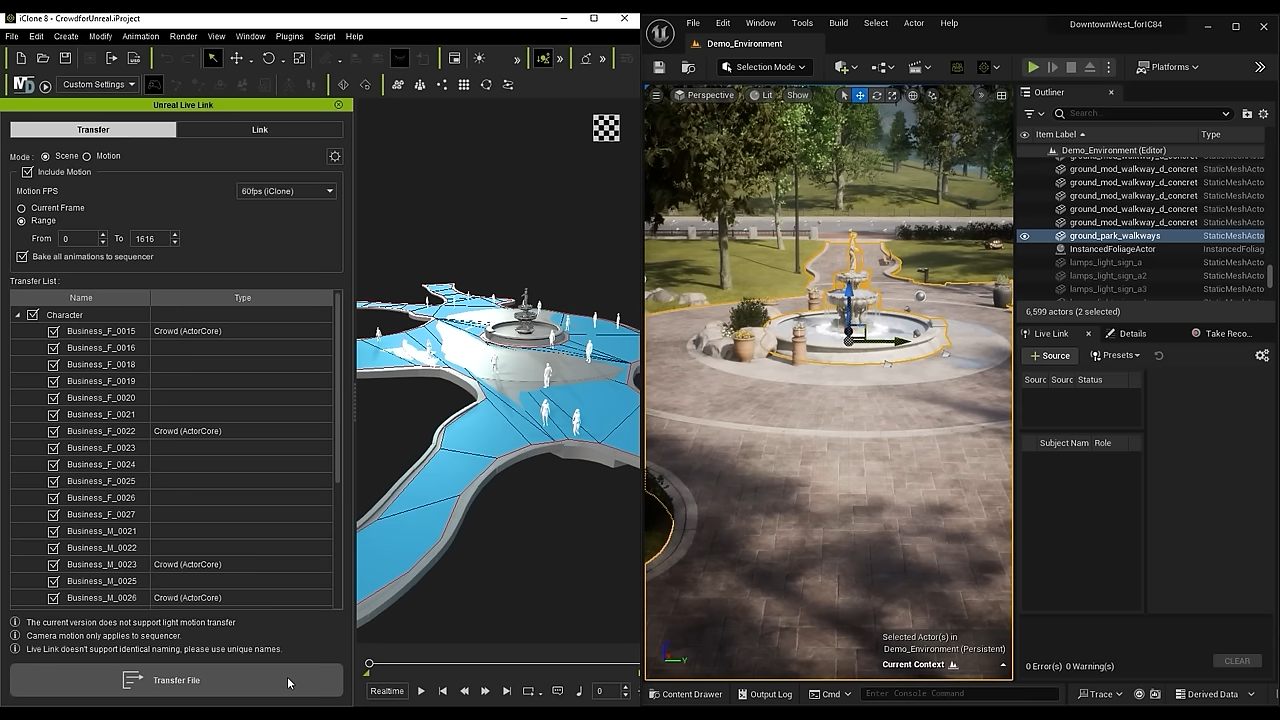 iClone 8 - CrowdforUnreal.iProject
File Edit Create Modify Animation Render View Window Plugins Script Help
Custom Settings
Unreal Live Link
Transfer Link
Mode : Scene Motion
Include Motion
Motion FPS 60fps (iClone)
Current Frame
Range
From 0 To 1616
Bake all animations to sequencer
Transfer List :
Name Type
Character
Business_F_0015 Crowd (ActorCore)
Business_F_0016
Business_F_0018
Business_F_0019
Business_F_0020
Business_F_0021
Business_F_0022 Crowd (ActorCore)
Business_F_0023
Business_F_0024
Business_F_0025
Business_F_0026
Business_F_0027
Business_M_0021
Business_M_0022
Business_M_0023 Crowd (ActorCore)
Business_M_0025
Business_M_0026 Crowd (ActorCore)
The current version does not support light motion transfer
Camera motion only applies to sequencer.
Live Link doesn't support identical naming, please use unique names.
Transfer File
Realtime 0
File Edit Window Tools Build Select Actor Help
DowntownWest_forIC84
Demo_Environment
Selection Mode Platforms
Perspective Lit Show
Outliner
Search...
Item Label Type
Demo_Environment (Editor)
ground_mod_walkway_d_concret StaticMeshActo
ground_mod_walkway_d_concret StaticMeshActo
ground_mod_walkway_d_concret StaticMeshActo
ground_mod_walkway_d_concret StaticMeshActo
ground_mod_walkway_d_concret StaticMeshActo
ground_park_walkways StaticMeshActo
InstancedFoliageActor InstancedFoliag
lamps_light_sign_a StaticMeshActo
lamps_light_sign_a2 StaticMeshActo
lamps_light_sign_a3 StaticMeshActo
6,599 actors (2 selected)
Live Link Details Take Reco...
Source Presets
Sourc Sourc Status
Subject Nam Role
Selected Actor(s) in
Demo_Environment (Persistent)
Current Context
0 Error(s) 0 Warning(s) CLEAR
Content Drawer Output Log Cmd Enter Console Command Trace Derived Data